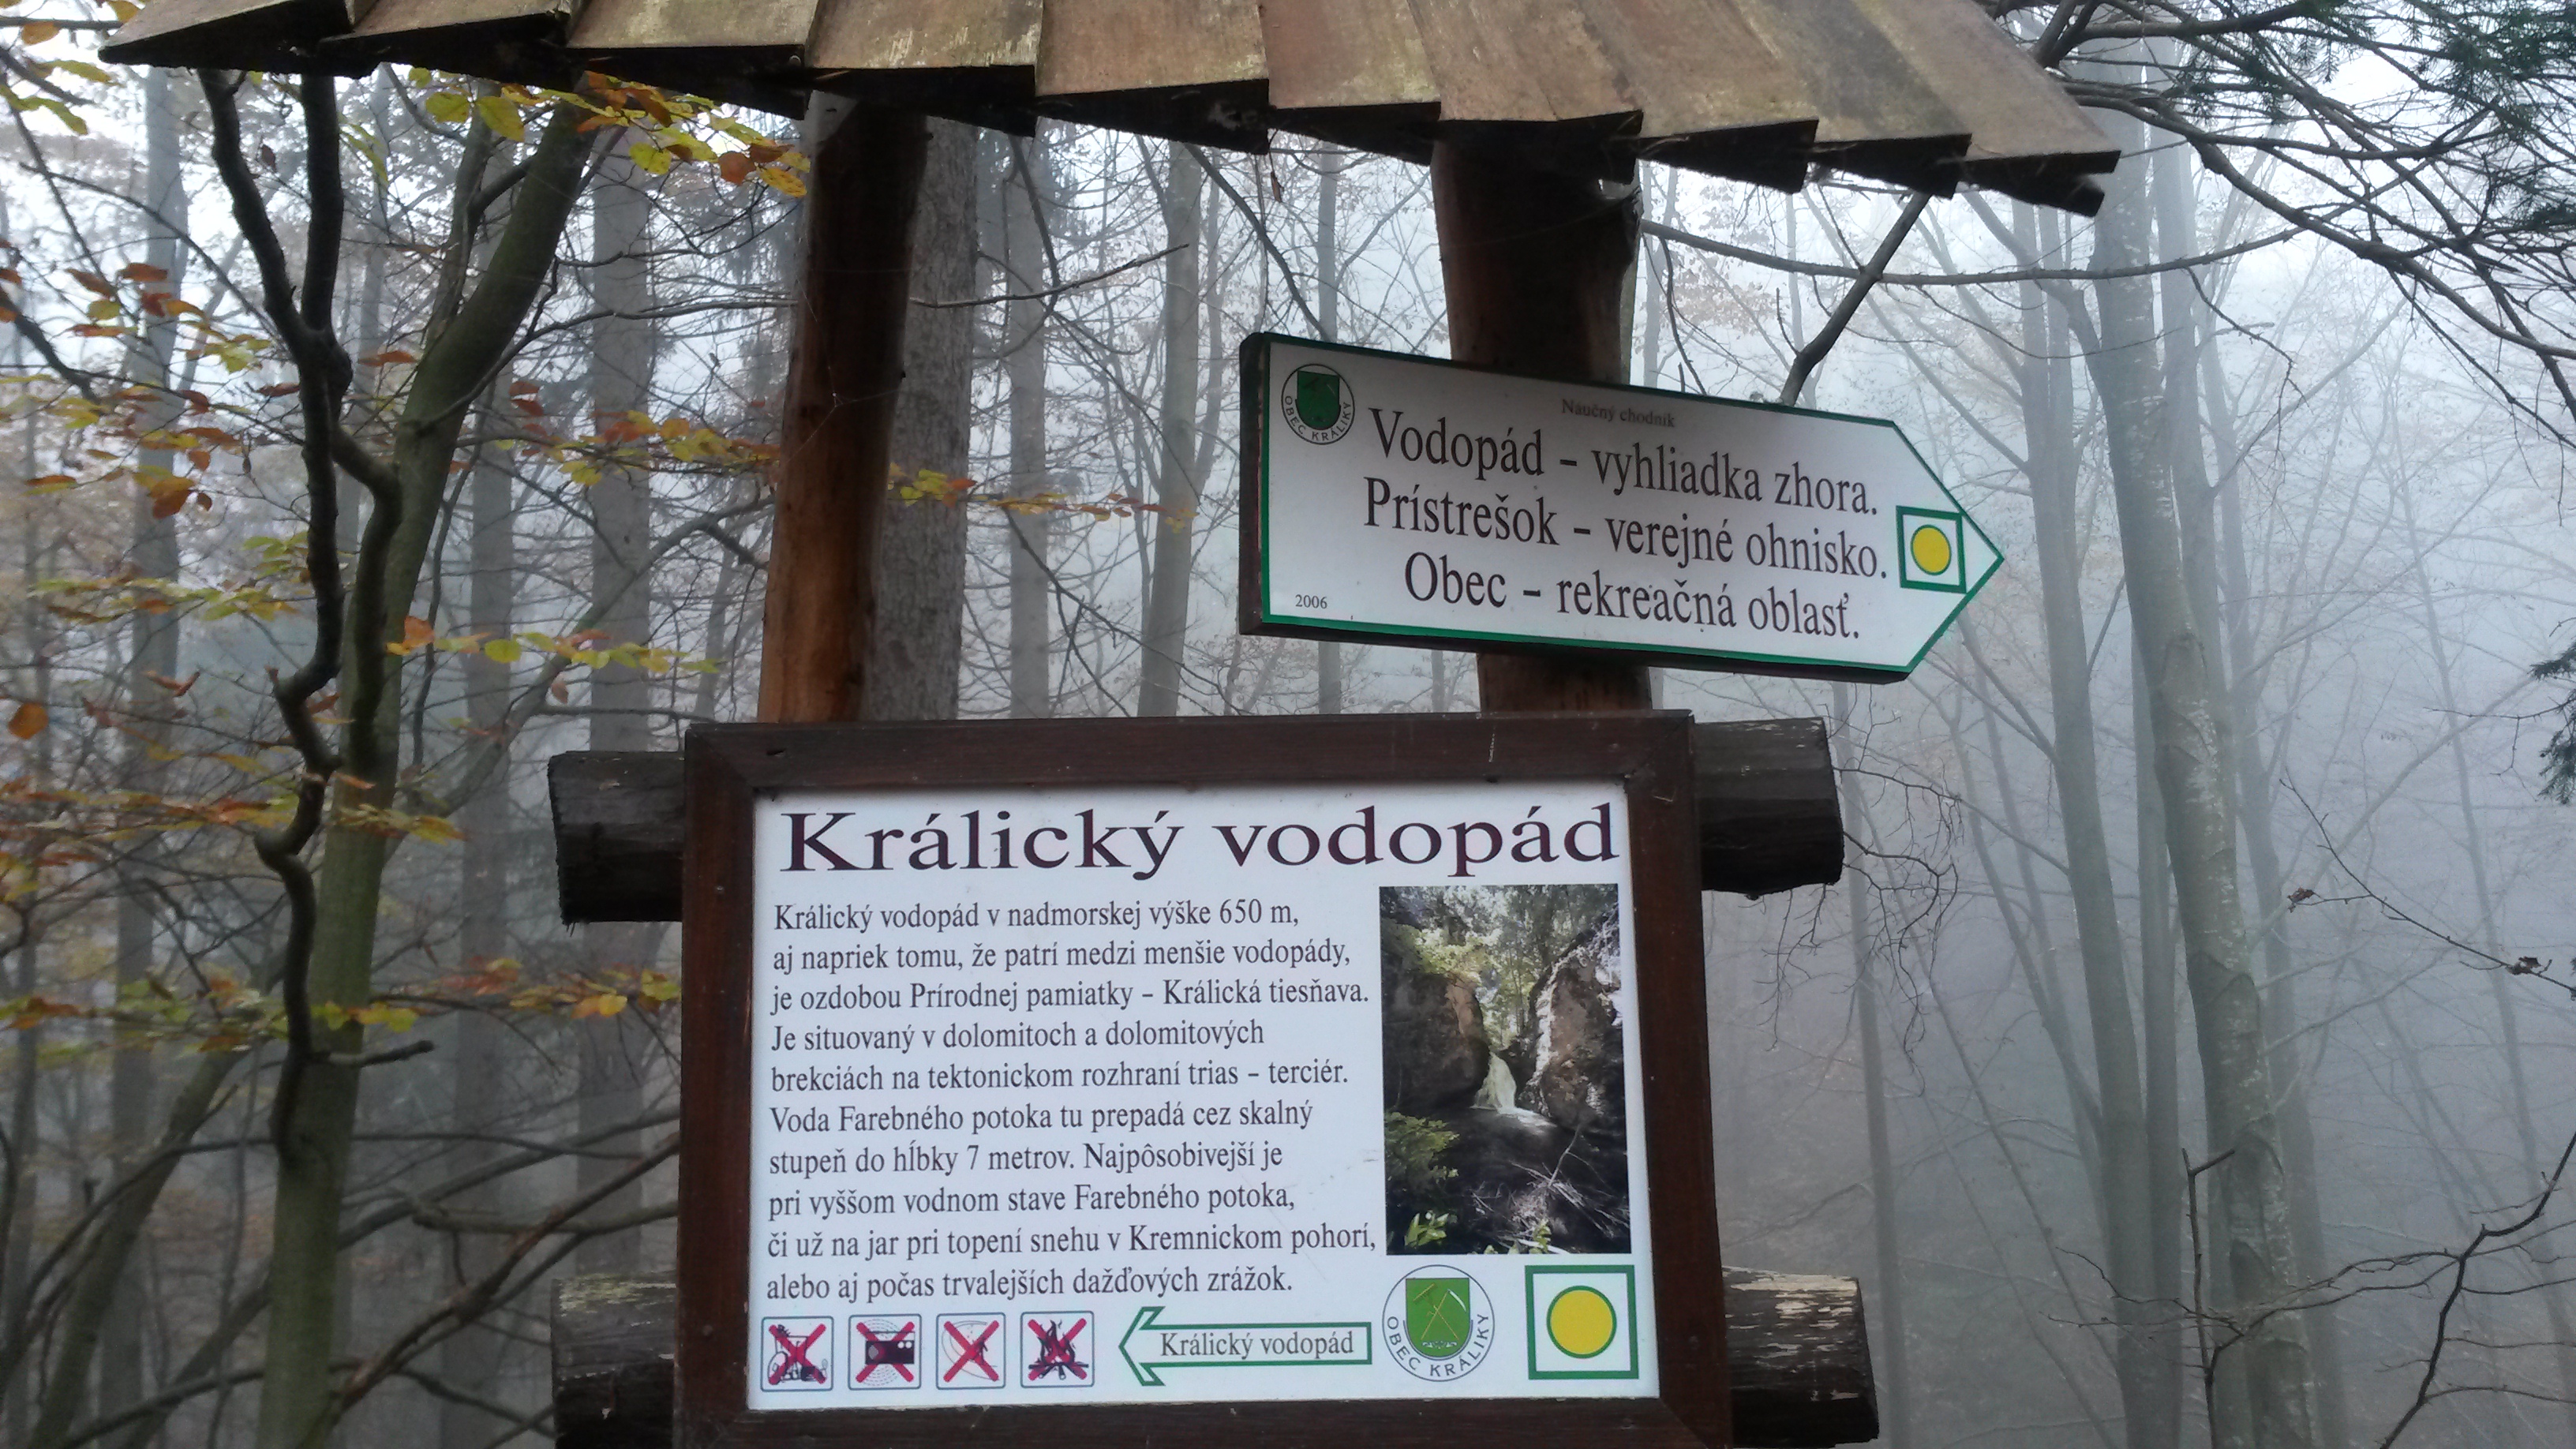 Náučný chodník
OBEC KRÁLIKY
Vodopád – vyhliadka zhora.
Prístrešok – verejné ohnisko.
Obec – rekreačná oblasť.
2006
Králický vodopád
Králický vodopád v nadmorskej výške 650 m,
aj napriek tomu, že patrí medzi menšie vodopády,
je ozdobou Prírodnej pamiatky – Králická tiesňava.
Je situovaný v dolomitoch a dolomitových
brekciách na tektonickom rozhraní trias – terciér.
Voda Farebného potoka tu prepadá cez skalný
stupeň do hĺbky 7 metrov. Najpôsobivejší je
pri vyššom vodnom stave Farebného potoka,
či už na jar pri topení snehu v Kremnickom pohorí,
alebo aj počas trvalejších dažďových zrážok.
Králický vodopád
OBEC KRÁLIKY